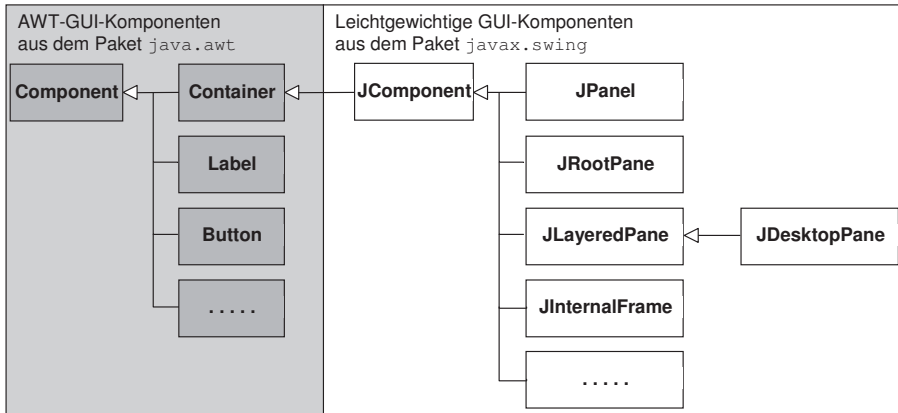 AWT-GUI-Komponenten
aus dem Paket java.awt
Leichtgewichtige GUI-Komponenten
aus dem Paket javax.swing
Component
Container
JComponent
JPanel
Label
JRootPane
Button
JLayeredPane
JDesktopPane
JInternalFrame
. . . . .
. . . . .